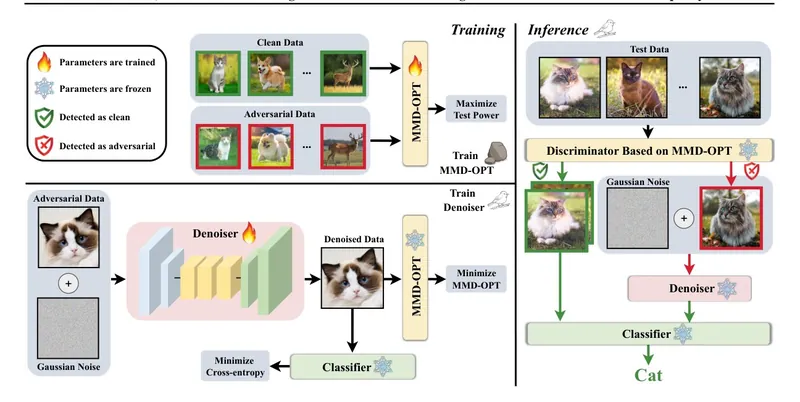 Training
Inference
Parameters are trained
Parameters are frozen
Detected as clean
Detected as adversarial
Clean Data
...
Adversarial Data
...
MMD-OPT
Maximize
Test Power
Train
MMD-OPT
Adversarial Data
+
Gaussian Noise
Denoiser
Denoised Data
MMD-OPT
Train
Denoiser
Minimize
MMD-OPT
Minimize
Cross-entropy
Classifier
Test Data
...
Discriminator Based on MMD-OPT
Gaussian Noise
+
Denoiser
Classifier
Cat